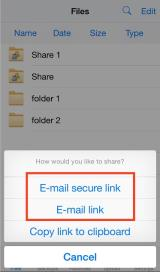 Files Edit
Name Date Size Type
Share 1
Share
folder 1
folder 2
How would you like to share?
E-mail secure link
E-mail link
Copy link to clipboard
Cancel